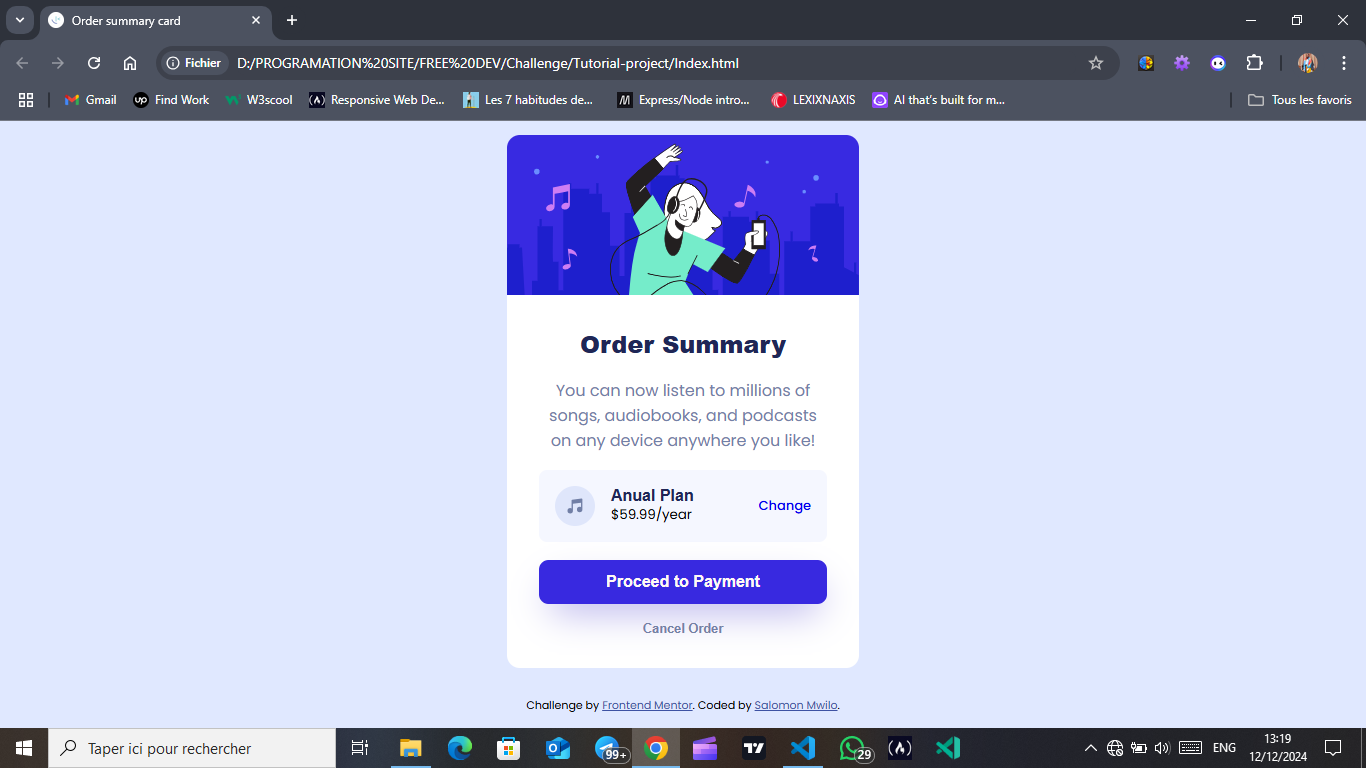 Order summary card
Fichier
D:/PROGRAMATION%20SITE/FREE%20DEV/Challenge/Tutorial-project/Index.html
Gmail
Find Work
W3scool
Responsive Web De...
Les 7 habitudes de...
Express/Node intro...
LEXIXNAXIS
AI that's built for m...
Tous les favoris
Order Summary
You can now listen to millions of
songs, audiobooks, and podcasts
on any device anywhere you like!
Anual Plan
$59.99/year
Change
Proceed to Payment
Cancel Order
Challenge by Frontend Mentor. Coded by Salomon Mwilo.
Taper ici pour rechercher
99+
29
ENG
13:19
12/12/2024